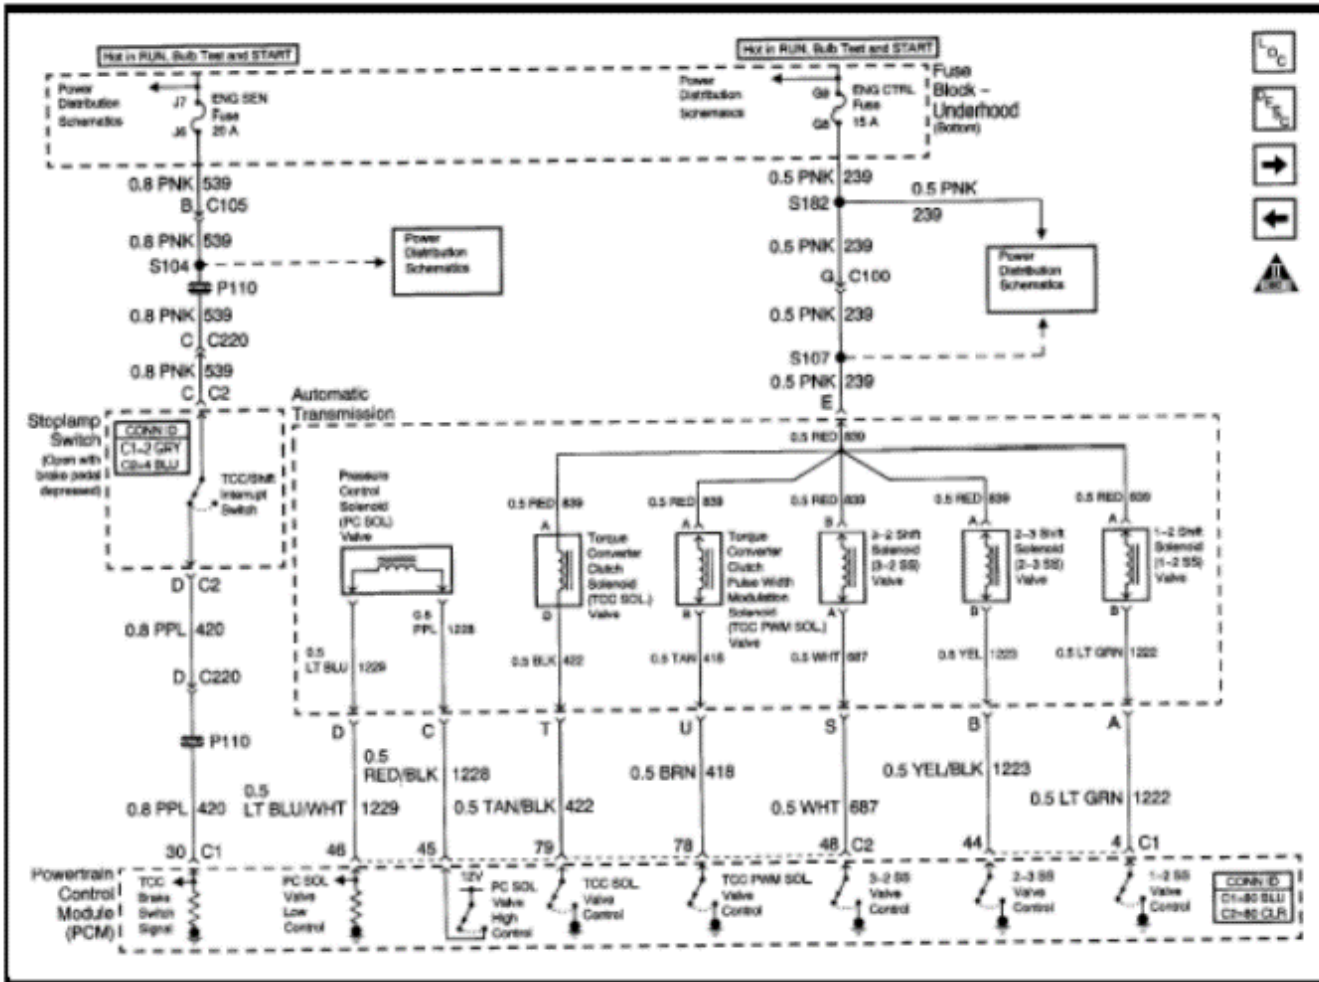 Hot in RUN, Bulb Test and START
Hot in RUN, Bulb Test and START
Power
Distribution
Schematics
J7
J6
ENG SEN
Fuse
20 A
Power
Distribution
Schematics
ENG CTRL
Fuse
15 A
Fuse
Block –
Underhood
(Bottom)
LOC
DESC
0.8 PNK 539
B C105
0.8 PNK 539
S104
P110
0.8 PNK 539
C C220
0.8 PNK 539
C C2
Power
Distribution
Schematics
0.5 PNK 239
S182
0.5 PNK
239
0.5 PNK 239
G C100
0.5 PNK 239
S107
0.5 PNK 239
E
Power
Distribution
Schematics
Stoplamp
Switch
(Open with
brake pedal
depressed)
CONN ID
C1=2 GRY
C2=4 BLU
TCC/Shift
Interrupt
Switch
D C2
0.8 PPL 420
D C220
P110
0.8 PPL 420
30 C1
Automatic
Transmission
0.5 RED 839
Pressure
Control
Solenoid
(PC SOL)
Valve
0.5
LT BLU 1229
0.5
PPL 1228
0.5 RED 839
A
Torque
Converter
Clutch
Solenoid
(TCC SOL.)
Valve
0.5 BLK 422
0.5 RED 839
A
Torque
Converter
Clutch
Pulse Width
Modulation
Solenoid
(TCC PWM SOL.)
Valve
B
0.5 TAN 418
0.5 RED 839
B
3–2 Shift
Solenoid
(3–2 SS)
Valve
A
0.5 WHT 687
0.5 RED 839
A
2–3 Shift
Solenoid
(2–3 SS)
Valve
B
0.5 YEL 1223
0.5 RED 839
A
1–2 Shift
Solenoid
(1–2 SS)
Valve
B
0.5 LT GRN 1222
D C T U S B A
0.5
LT BLU/WHT 1229
0.5
RED/BLK 1228
0.5 TAN/BLK 422
0.5 BRN 418
0.5 WHT 687
0.5 YEL/BLK 1223
0.5 LT GRN 1222
46 45 79 78 48 C2 44 4 C1
Powertrain
Control
Module
(PCM)
TCC
Brake
Switch
Signal
PC SOL
Valve
Low
Control
12V
PC SOL
Valve
High
Control
TCC SOL.
Valve
Control
TCC PWM SOL.
Valve
Control
3–2 SS
Valve
Control
2–3 SS
Valve
Control
1–2 SS
Valve
Control
CONN ID
C1=80 BLU
C2=80 CLR